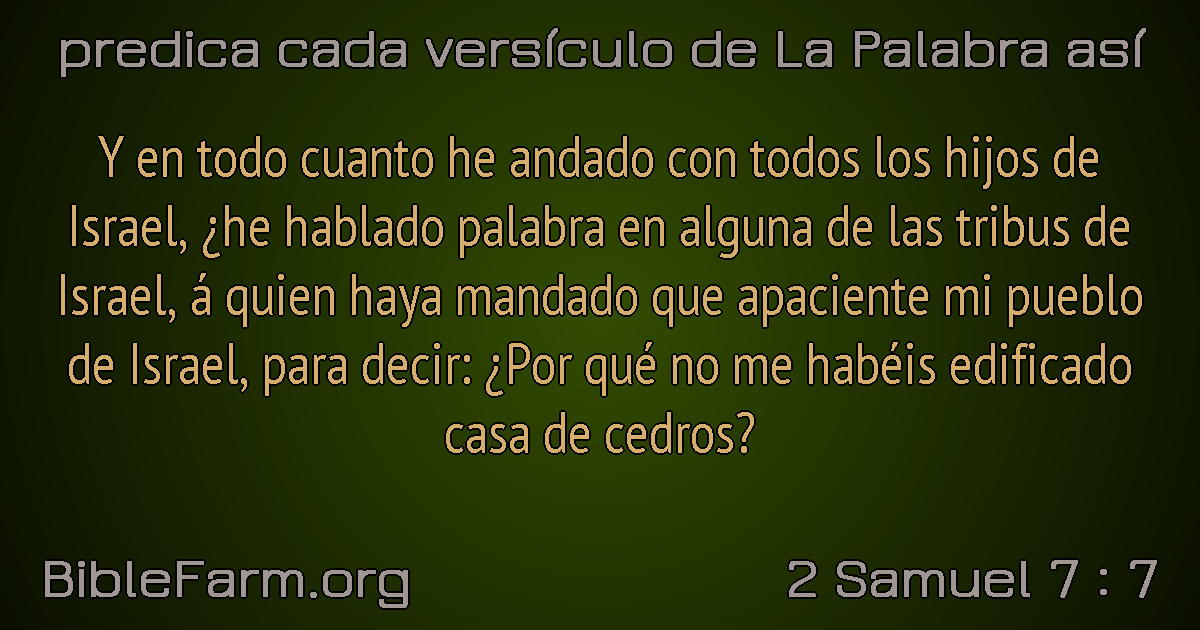 predica cada versículo de La Palabra así
Y en todo cuanto he andado con todos los hijos de
Israel, ¿he hablado palabra en alguna de las tribus de
Israel, á quien haya mandado que apaciente mi pueblo
de Israel, para decir: ¿Por qué no me habéis edificado
casa de cedros?
BibleFarm.org
2 Samuel 7 : 7